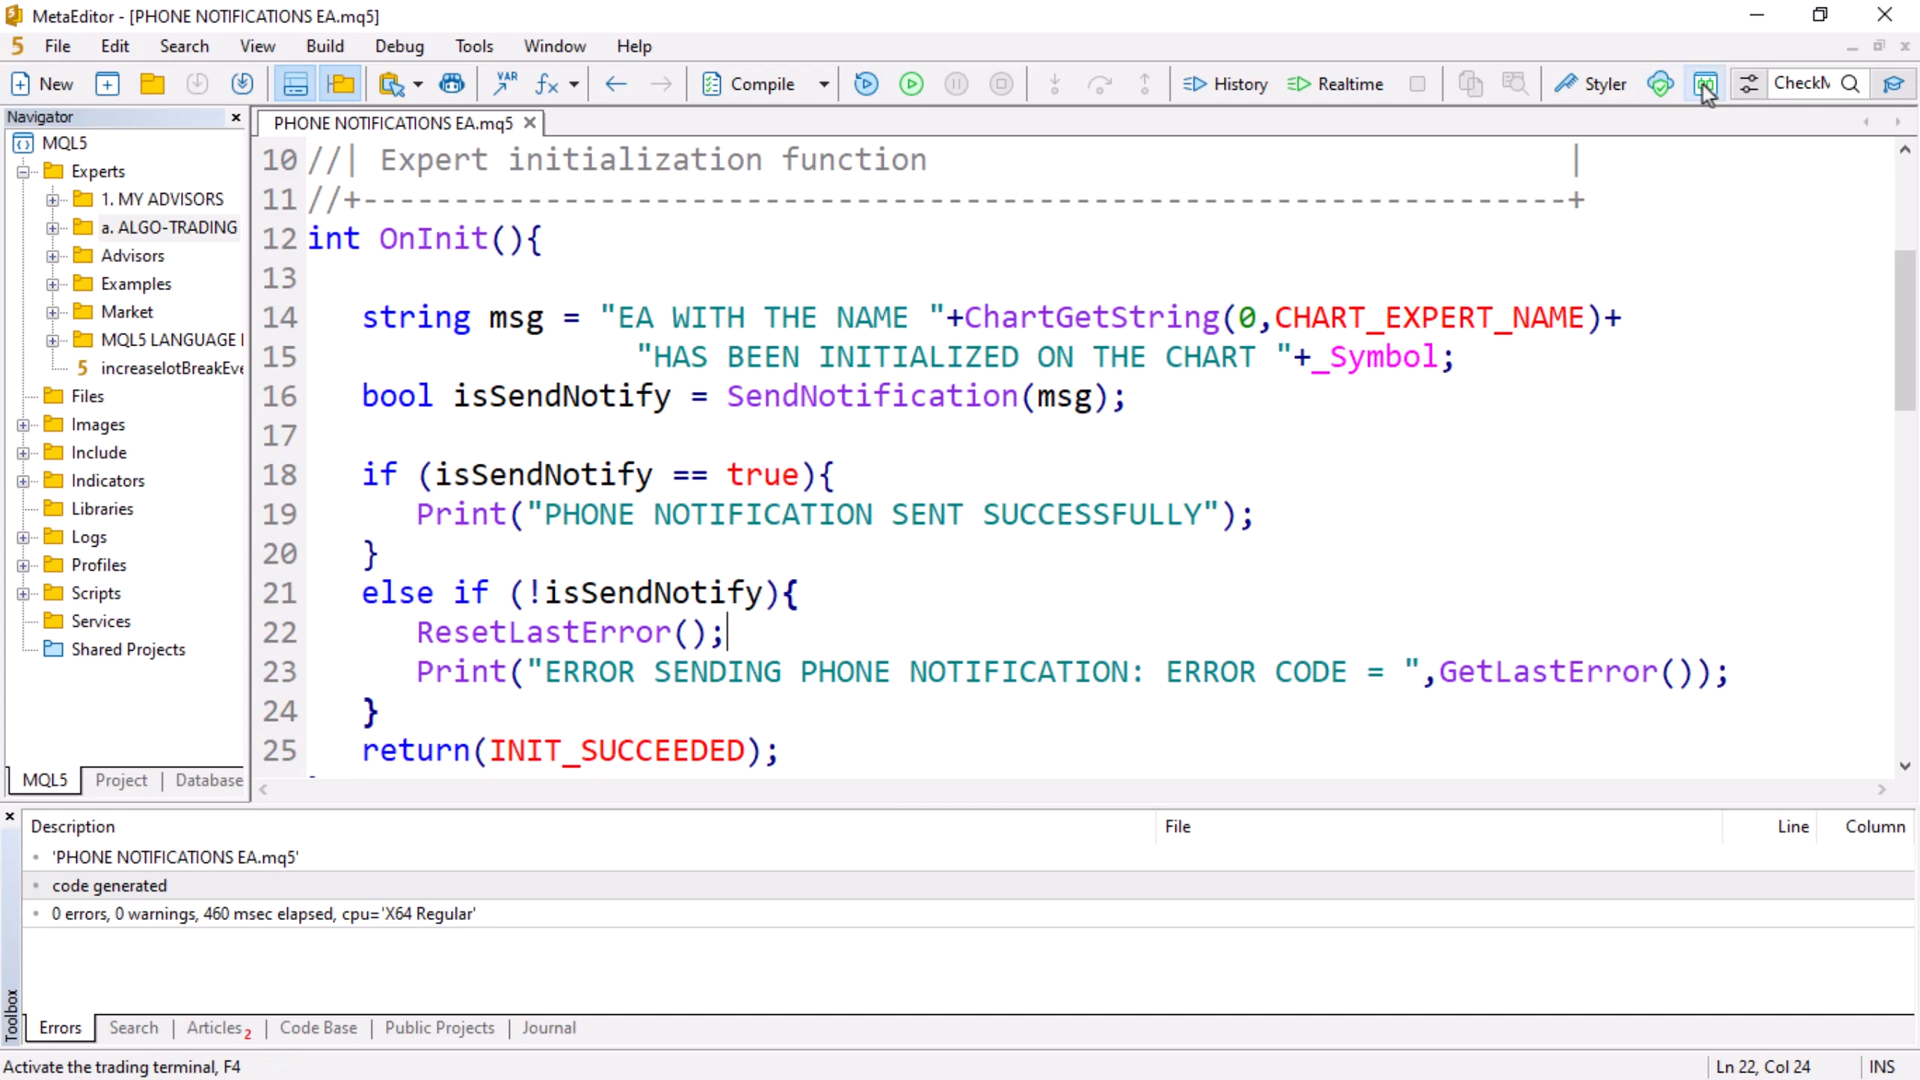 MetaEditor - [PHONE NOTIFICATIONS EA.mq5]
5 File Edit Search View Build Debug Tools Window Help
New VAR fx Compile History Realtime Styler CheckM
Navigator
PHONE NOTIFICATIONS EA.mq5
MQL5
Experts
1. MY ADVISORS
a. ALGO-TRADING
Advisors
Examples
Market
MQL5 LANGUAGE I
5 increaselotBreakEve
Files
Images
Include
Indicators
Libraries
Logs
Profiles
Scripts
Services
Shared Projects
MQL5 Project Database
10 //| Expert initialization function |
11 //+------------------------------------------------------------------+
12 int OnInit(){
13
14 string msg = "EA WITH THE NAME "+ChartGetString(0,CHART_EXPERT_NAME)+
15 "HAS BEEN INITIALIZED ON THE CHART "+_Symbol;
16 bool isSendNotify = SendNotification(msg);
17
18 if (isSendNotify == true){
19 Print("PHONE NOTIFICATION SENT SUCCESSFULLY");
20 }
21 else if (!isSendNotify){
22 ResetLastError();
23 Print("ERROR SENDING PHONE NOTIFICATION: ERROR CODE = ",GetLastError());
24 }
25 return(INIT_SUCCEEDED);
Description File Line Column
'PHONE NOTIFICATIONS EA.mq5'
code generated
0 errors, 0 warnings, 460 msec elapsed, cpu='X64 Regular'
Toolbox
Errors Search Articles 2 Code Base Public Projects Journal
Activate the trading terminal, F4 Ln 22, Col 24 INS